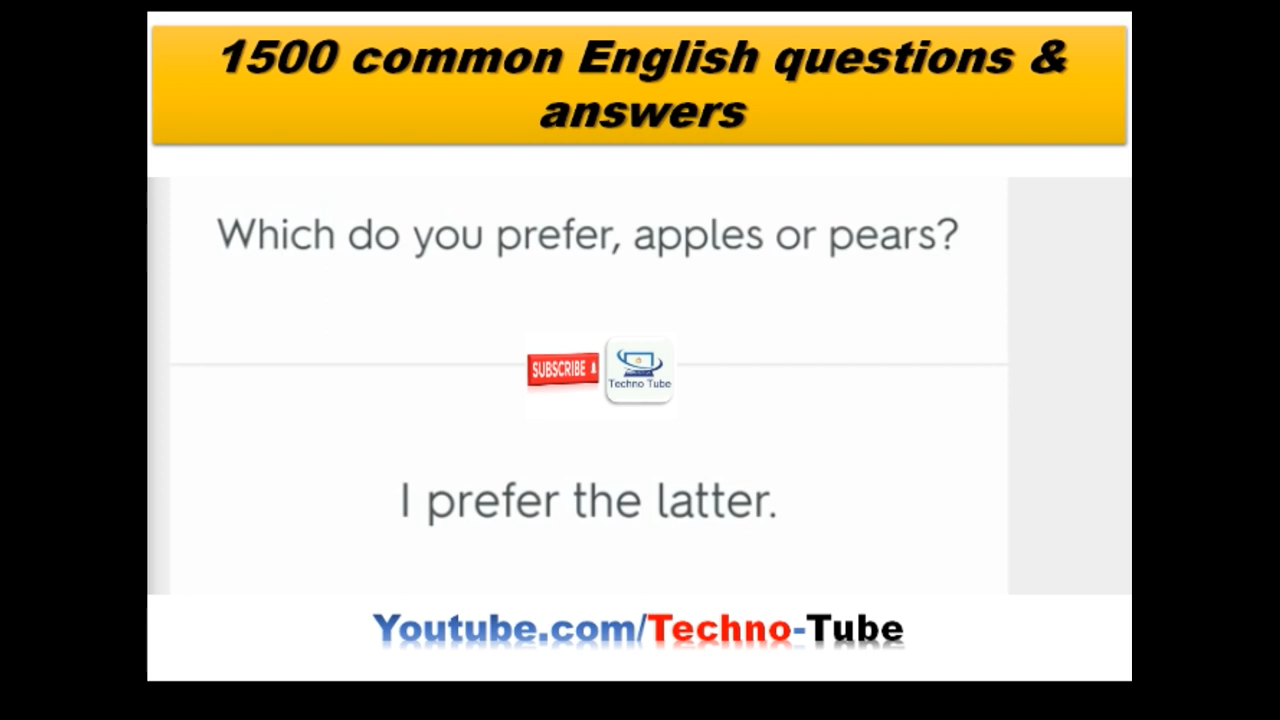 1500 common English questions &
answers
Which do you prefer, apples or pears?
SUBSCRIBE
Techno Tube
I prefer the latter.
Youtube.com/Techno-Tube